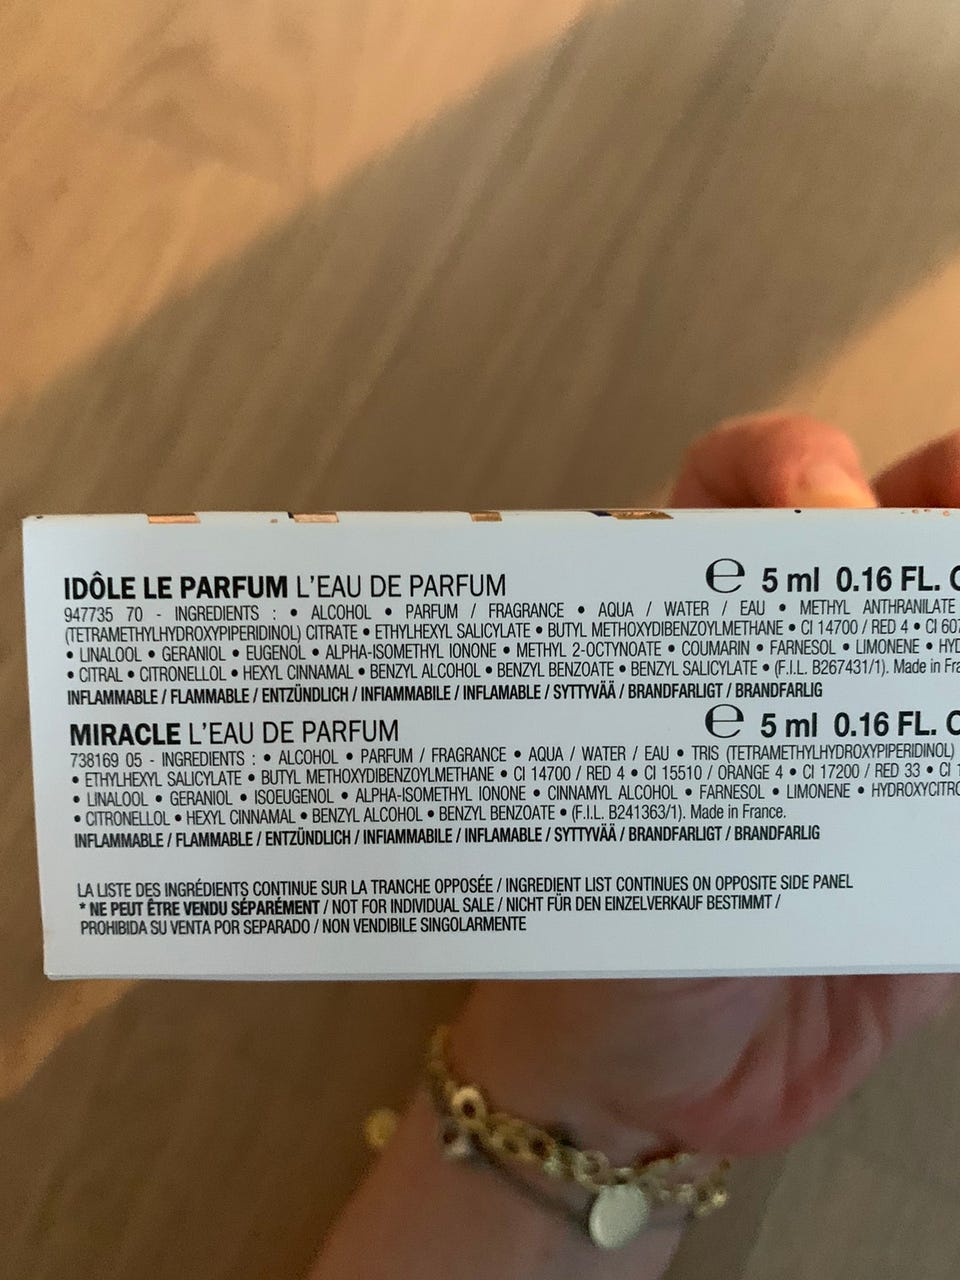 IDÔLE LE PARFUM L'EAU DE PARFUM ℮ 5 ml 0.16 FL.
947735 70 - INGREDIENTS : • ALCOHOL • PARFUM / FRAGRANCE • AQUA / WATER / EAU • METHYL ANTHRANILATE
(TETRAMETHYLHYDROXYPIPERIDINOL) CITRATE • ETHYLHEXYL SALICYLATE • BUTYL METHOXYDIBENZOYLMETHANE • CI 14700 / RED 4 • CI
• LINALOOL • GERANIOL • EUGENOL • ALPHA-ISOMETHYL IONONE • METHYL 2-OCTYNOATE • COUMARIN • FARNESOL • LIMONENE •
• CITRAL • CITRONELLOL • HEXYL CINNAMAL • BENZYL ALCOHOL • BENZYL BENZOATE • BENZYL SALICYLATE • (F.I.L. B267431/1). Made in
INFLAMMABLE / FLAMMABLE / ENTZÜNDLICH / INFIAMMABILE / INFLAMABLE / SYTTYVÄÄ / BRANDFARLIGT / BRANDFARLIG
MIRACLE L'EAU DE PARFUM ℮ 5 ml 0.16 FL.
738169 05 - INGREDIENTS : • ALCOHOL • PARFUM / FRAGRANCE • AQUA / WATER / EAU • TRIS (TETRAMETHYLHYDROXYPIPERIDINOL)
• ETHYLHEXYL SALICYLATE • BUTYL METHOXYDIBENZOYLMETHANE • CI 14700 / RED 4 • CI 15510 / ORANGE 4 • CI 17200 / RED 33 • CI
• LINALOOL • GERANIOL • ISOEUGENOL • ALPHA-ISOMETHYL IONONE • CINNAMYL ALCOHOL • FARNESOL • LIMONENE •
• CITRONELLOL • HEXYL CINNAMAL • BENZYL ALCOHOL • BENZYL BENZOATE • (F.I.L. B241363/1). Made in France.
INFLAMMABLE / FLAMMABLE / ENTZÜNDLICH / INFIAMMABILE / INFLAMABLE / SYTTYVÄÄ / BRANDFARLIGT / BRANDFARLIG
LA LISTE DES INGRÉDIENTS CONTINUE SUR LA TRANCHE OPPOSÉE / INGREDIENT LIST CONTINUES ON OPPOSITE SIDE PANEL
* NE PEUT ÊTRE VENDU SÉPARÉMENT / NOT FOR INDIVIDUAL SALE / NICHT FÜR DEN EINZELVERKAUF BESTIMMT /
PROHIBIDA SU VENTA POR SEPARADO / NON VENDIBILE SINGOLARMENTE